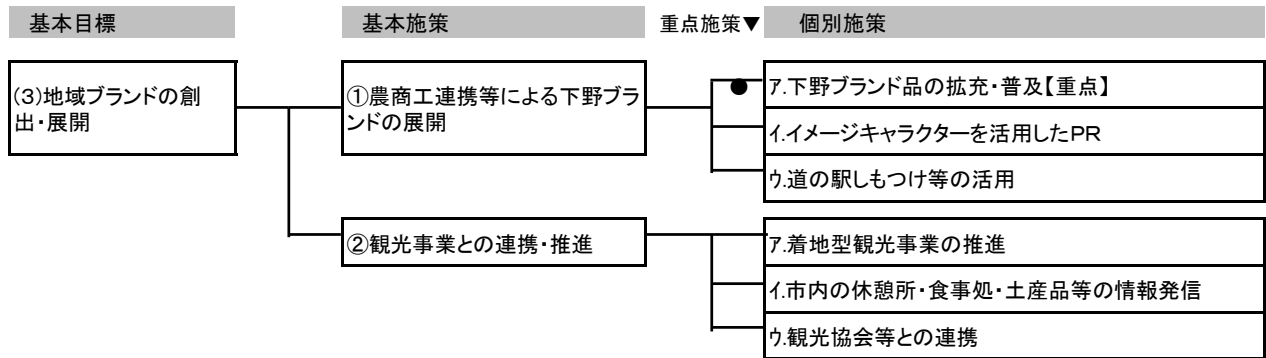 基本目標
基本施策
重点施策▼
個別施策
(3)地域ブランドの創
出・展開
①農商工連携等による下野ブラ
ンドの展開
●
ｱ.下野ブランド品の拡充・普及【重点】
ｲ.イメージキャラクターを活用したＰＲ
ｳ.道の駅しもつけ等の活用
②観光事業との連携・推進
ｱ.着地型観光事業の推進
ｲ.市内の休憩所・食事処・土産品等の情報発信
ｳ.観光協会等との連携